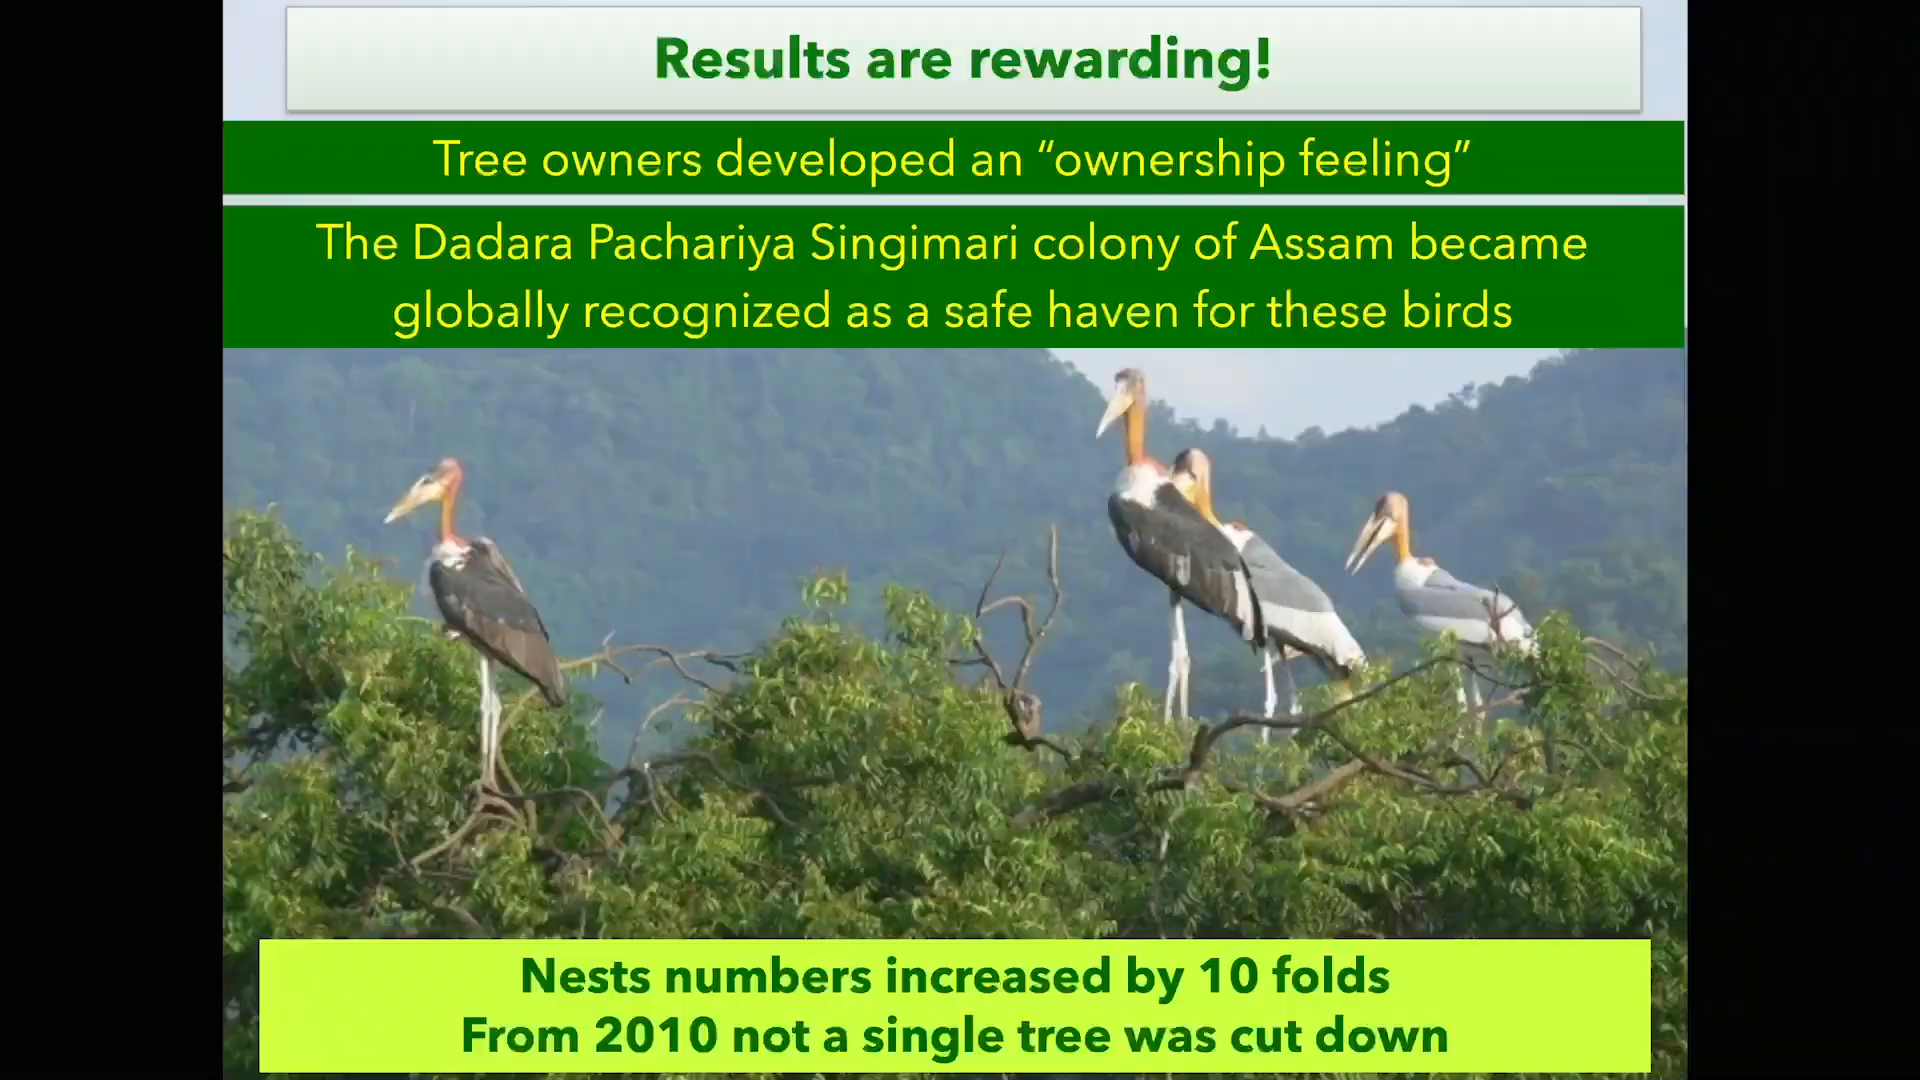 Results are rewarding!
Tree owners developed an “ownership feeling”
The Dadara Pachariya Singimari colony of Assam became
globally recognized as a safe haven for these birds
Nests numbers increased by 10 folds
From 2010 not a single tree was cut down